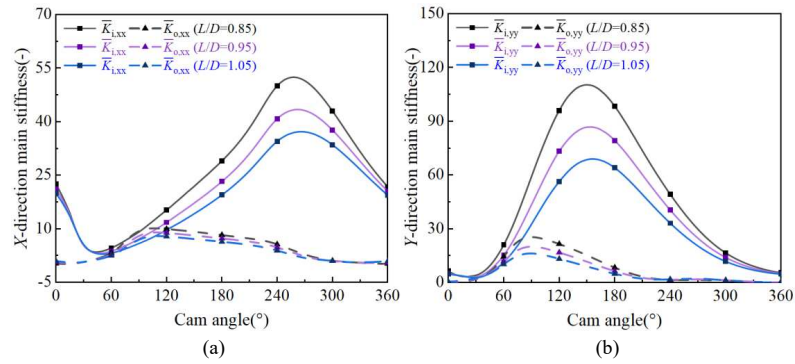 70
55
40
25
10
-5
X-direction main stiffness(-)
K̅i,xx K̅o,xx (L/D=0.85)
K̅i,xx K̅o,xx (L/D=0.95)
K̅i,xx K̅o,xx (L/D=1.05)
0 60 120 180 240 300 360
Cam angle(°)
(a)
150
120
90
60
30
0
Y-direction main stiffness(-)
K̅i,yy K̅o,yy (L/D=0.85)
K̅i,yy K̅o,yy (L/D=0.95)
K̅i,yy K̅o,yy (L/D=1.05)
0 60 120 180 240 300 360
Cam angle(°)
(b)